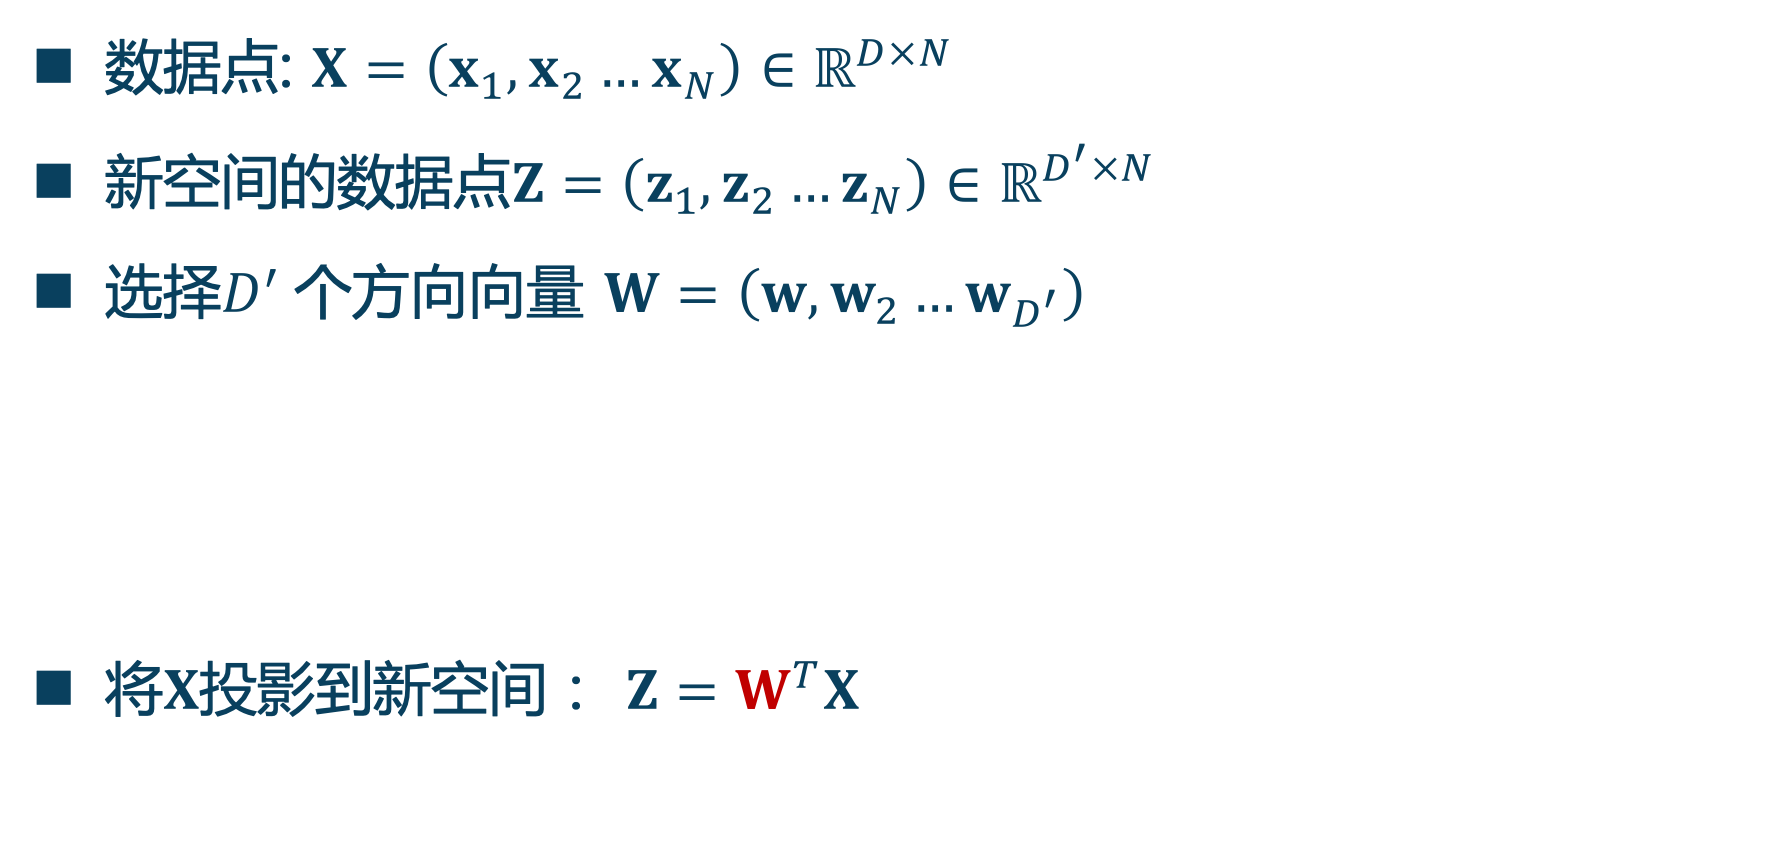 ■ 数据点: 𝐗 = (𝐱₁, 𝐱₂ … 𝐱_N) ∈ ℝ^{D×N}
■ 新空间的数据点𝐙 = (𝐳₁, 𝐳₂ … 𝐳_N) ∈ ℝ^{D′×N}
■ 选择D′ 个方向向量 𝐖 = (𝐰, 𝐰₂ … 𝐰_{D′})
■ 将𝐗投影到新空间： 𝐙 = 𝐖^T 𝐗